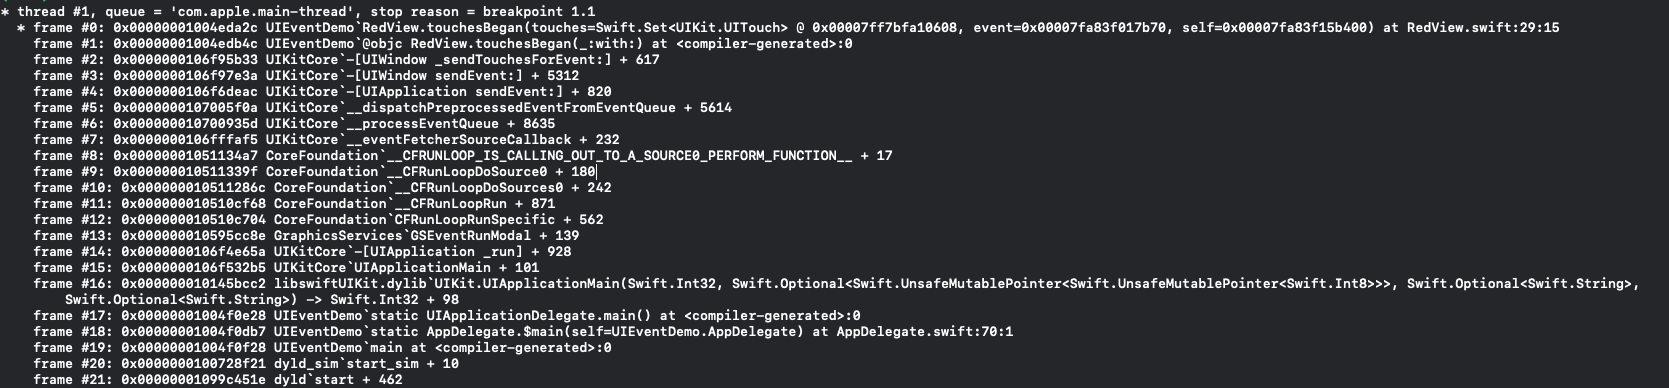 * thread #1, queue = 'com.apple.main-thread', stop reason = breakpoint 1.1
* frame #0: 0x00000001004eda2c UIEventDemo`RedView.touchesBegan(touches=Swift.Set<UIKit.UITouch> @ 0x00007ff7bfa10608, event=0x00007fa83f017b70, self=0x00007fa83f15b400) at RedView.swift:29:15
frame #1: 0x00000001004edb4c UIEventDemo`@objc RedView.touchesBegan(_:with:) at <compiler-generated>:0
frame #2: 0x0000000106f95b33 UIKitCore`-[UIWindow _sendTouchesForEvent:] + 617
frame #3: 0x0000000106f97e3a UIKitCore`-[UIWindow sendEvent:] + 5312
frame #4: 0x0000000106f6deac UIKitCore`-[UIApplication sendEvent:] + 820
frame #5: 0x0000000107005f0a UIKitCore`__dispatchPreprocessedEventFromEventQueue + 5614
frame #6: 0x000000010700935d UIKitCore`__processEventQueue + 8635
frame #7: 0x0000000106fffaf5 UIKitCore`__eventFetcherSourceCallback + 232
frame #8: 0x00000001051134a7 CoreFoundation`__CFRUNLOOP_IS_CALLING_OUT_TO_A_SOURCE0_PERFORM_FUNCTION__ + 17
frame #9: 0x000000010511339f CoreFoundation`__CFRunLoopDoSource0 + 180
frame #10: 0x000000010511286c CoreFoundation`__CFRunLoopDoSources0 + 242
frame #11: 0x000000010510cf68 CoreFoundation`__CFRunLoopRun + 871
frame #12: 0x000000010510c704 CoreFoundation`CFRunLoopRunSpecific + 562
frame #13: 0x000000010595cc8e GraphicsServices`GSEventRunModal + 139
frame #14: 0x0000000106f4e65a UIKitCore`-[UIApplication _run] + 928
frame #15: 0x0000000106f532b5 UIKitCore`UIApplicationMain + 101
frame #16: 0x000000010145bcc2 libswiftUIKit.dylib`UIKit.UIApplicationMain(Swift.Int32, Swift.Optional<Swift.UnsafeMutablePointer<Swift.UnsafeMutablePointer<Swift.Int8>>>, Swift.Optional<Swift.String>,
Swift.Optional<Swift.String>) -> Swift.Int32 + 98
frame #17: 0x00000001004f0e28 UIEventDemo`static UIApplicationDelegate.main() at <compiler-generated>:0
frame #18: 0x00000001004f0db7 UIEventDemo`static AppDelegate.$main(self=UIEventDemo.AppDelegate) at AppDelegate.swift:70:1
frame #19: 0x00000001004f0f28 UIEventDemo`main at <compiler-generated>:0
frame #20: 0x0000000100728f21 dyld_sim`start_sim + 10
frame #21: 0x00000001099c451e dyld`start + 462